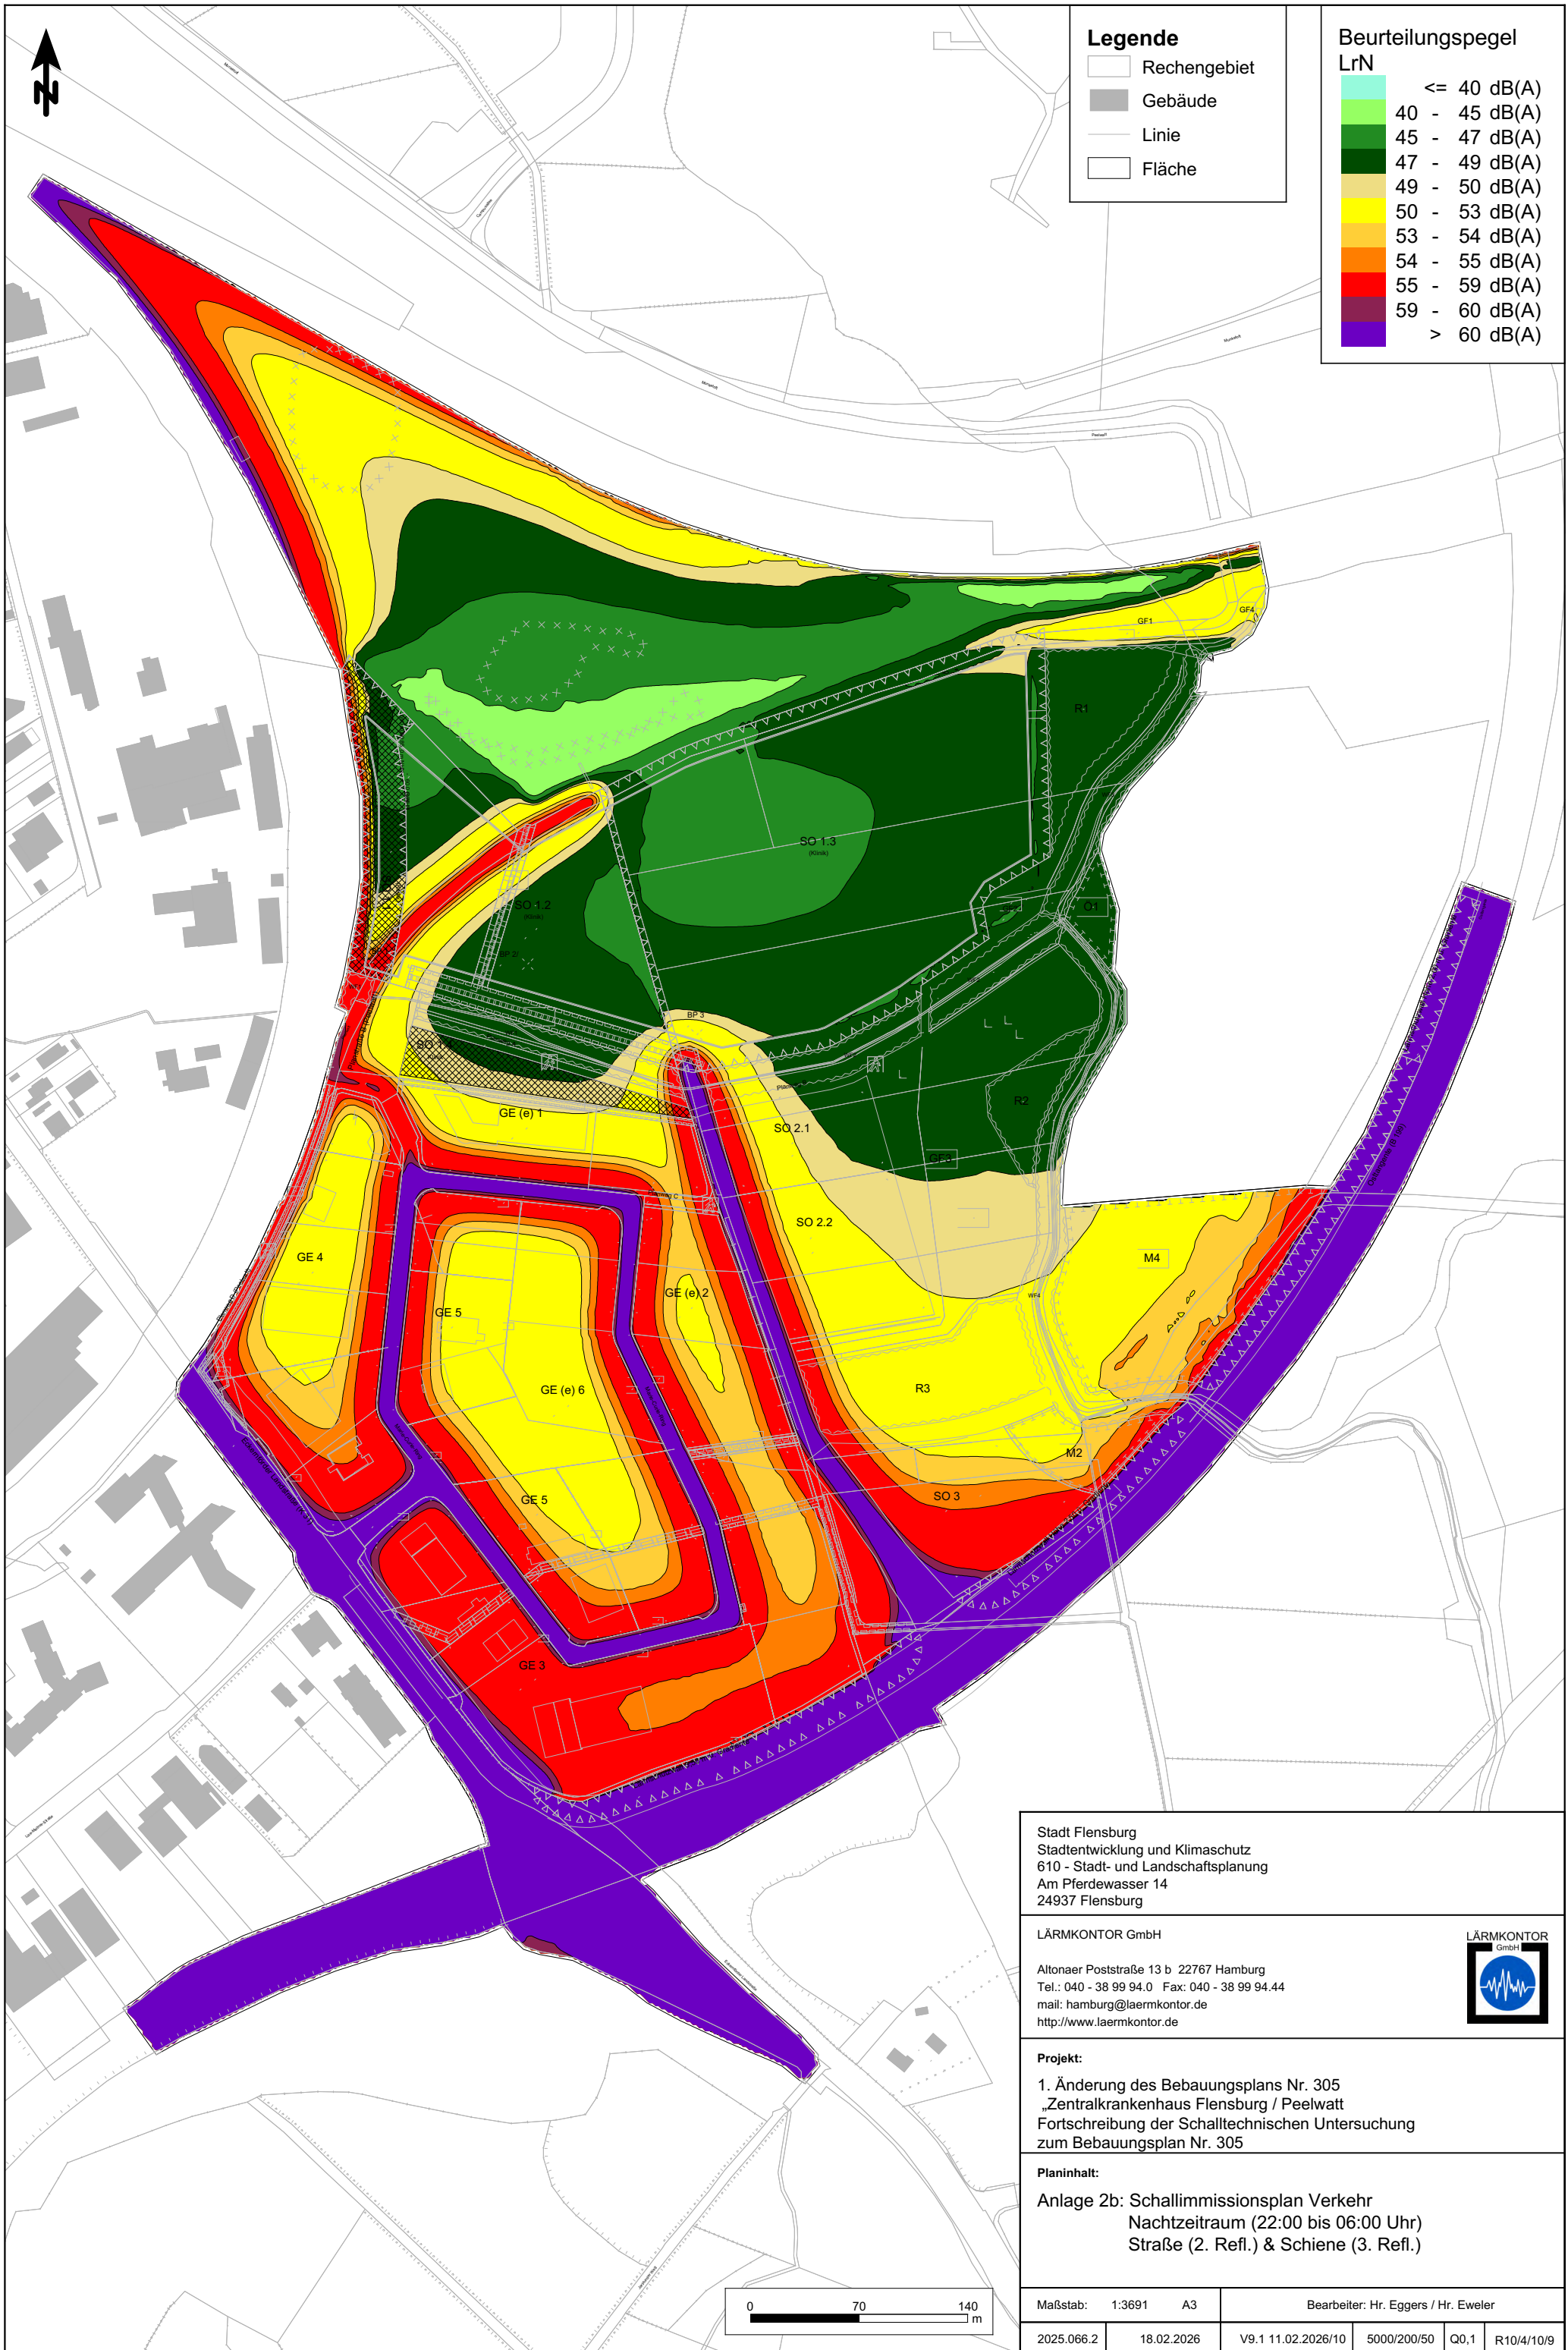 N
Legende
Rechengebiet
Gebäude
Linie
Fläche
Beurteilungspegel
LrN
<= 40 dB(A)
40 - 45 dB(A)
45 - 47 dB(A)
47 - 49 dB(A)
49 - 50 dB(A)
50 - 53 dB(A)
53 - 54 dB(A)
54 - 55 dB(A)
55 - 59 dB(A)
59 - 60 dB(A)
> 60 dB(A)
GF4
GF1
R1
SO 1.3
(Klinik)
SO 1.2
(Klinik)
Ö1
BP 2
BP 3
R2
GE (e) 1
SO 2.1
GF3
SO 2.2
GE 4
M4
GE (e) 2
WF4
GE 5
GE (e) 6
R3
M2
SO 3
GE 5
GE 3
Stadt Flensburg
Stadtentwicklung und Klimaschutz
610 - Stadt- und Landschaftsplanung
Am Pferdewasser 14
24937 Flensburg
LÄRMKONTOR GmbH
LÄRMKONTOR
GmbH
Altonaer Poststraße 13 b 22767 Hamburg
Tel.: 040 - 38 99 94.0 Fax: 040 - 38 99 94.44
mail: hamburg@laermkontor.de
http://www.laermkontor.de
Projekt:
1. Änderung des Bebauungsplans Nr. 305
„Zentralkrankenhaus Flensburg / Peelwatt
Fortschreibung der Schalltechnischen Untersuchung
zum Bebauungsplan Nr. 305
Planinhalt:
Anlage 2b: Schallimmissionsplan Verkehr
Nachtzeitraum (22:00 bis 06:00 Uhr)
Straße (2. Refl.) & Schiene (3. Refl.)
0 70 140
m
Maßstab: 1:3691 A3
Bearbeiter: Hr. Eggers / Hr. Eweler
2025.066.2
18.02.2026
V9.1 11.02.2026/10
5000/200/50
Q0,1
R10/4/10/9